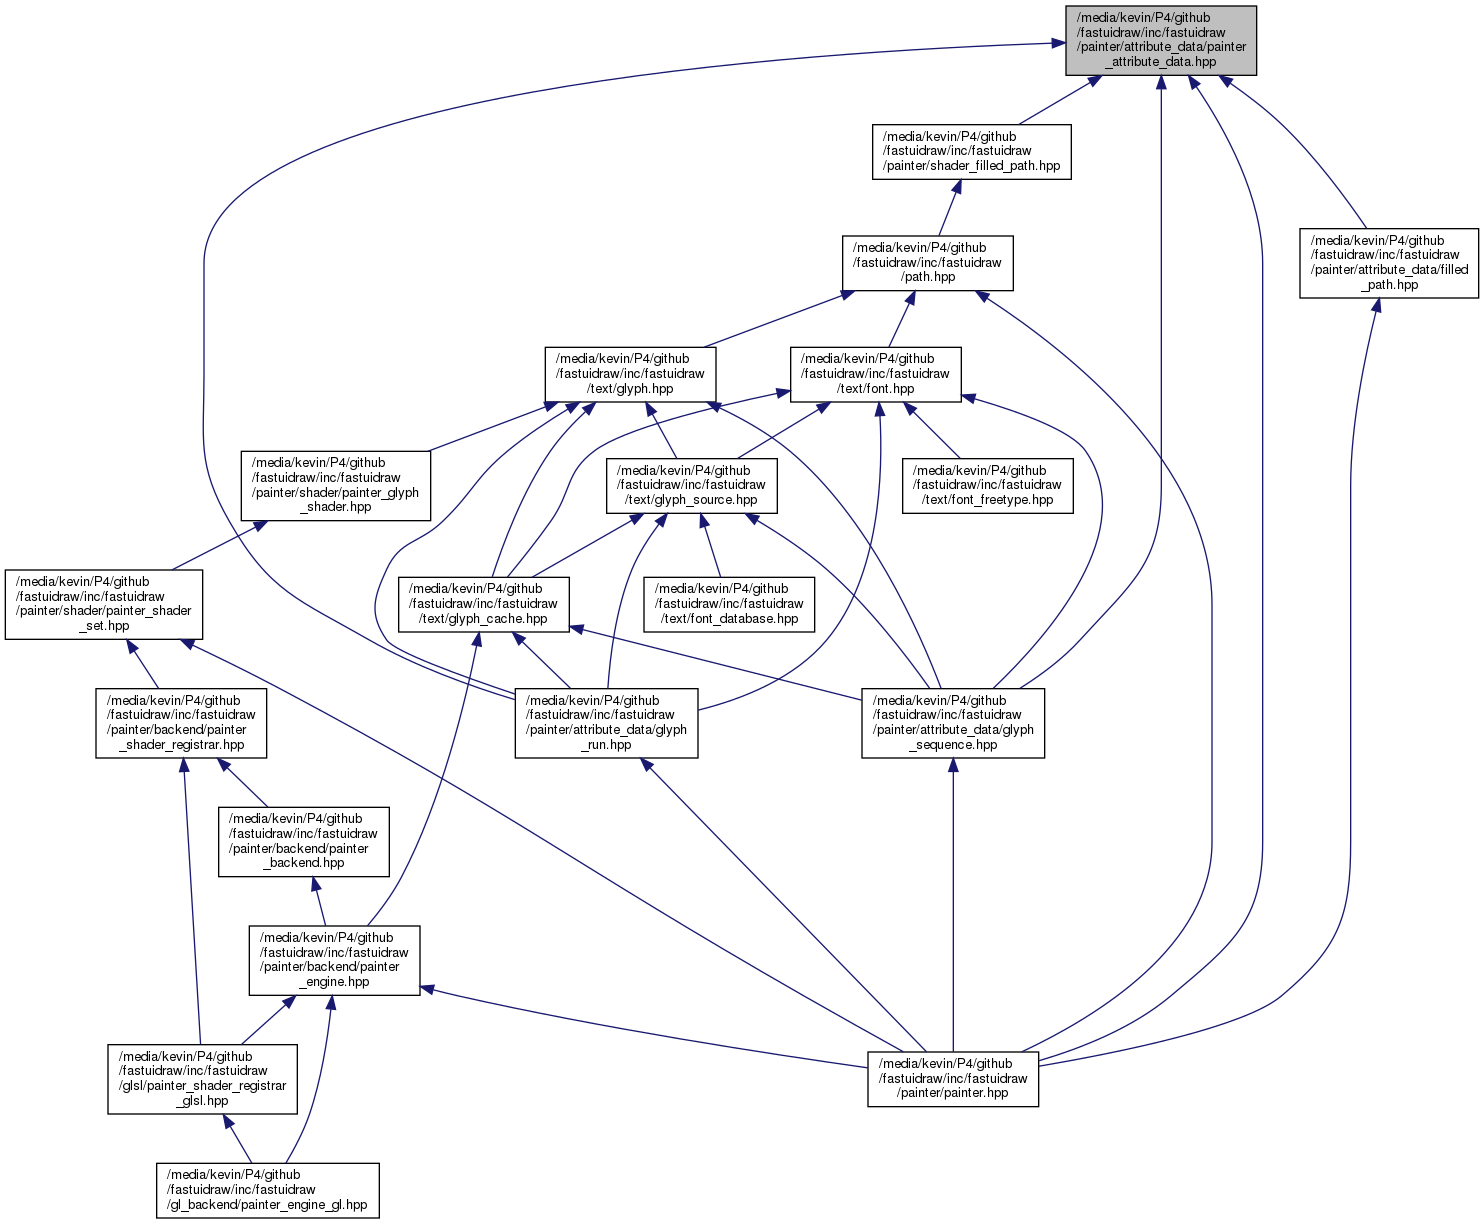 /media/kevin/P4/github
/fastuidraw/inc/fastuidraw
/painter/attribute_data/painter
_attribute_data.hpp
/media/kevin/P4/github
/fastuidraw/inc/fastuidraw
/painter/shader_filled_path.hpp
/media/kevin/P4/github
/fastuidraw/inc/fastuidraw
/path.hpp
/media/kevin/P4/github
/fastuidraw/inc/fastuidraw
/painter/attribute_data/filled
_path.hpp
/media/kevin/P4/github
/fastuidraw/inc/fastuidraw
/text/glyph.hpp
/media/kevin/P4/github
/fastuidraw/inc/fastuidraw
/text/font.hpp
/media/kevin/P4/github
/fastuidraw/inc/fastuidraw
/painter/shader/painter_glyph
_shader.hpp
/media/kevin/P4/github
/fastuidraw/inc/fastuidraw
/text/glyph_source.hpp
/media/kevin/P4/github
/fastuidraw/inc/fastuidraw
/text/font_freetype.hpp
/media/kevin/P4/github
/fastuidraw/inc/fastuidraw
/painter/shader/painter_shader
_set.hpp
/media/kevin/P4/github
/fastuidraw/inc/fastuidraw
/text/glyph_cache.hpp
/media/kevin/P4/github
/fastuidraw/inc/fastuidraw
/text/font_database.hpp
/media/kevin/P4/github
/fastuidraw/inc/fastuidraw
/painter/backend/painter
_shader_registrar.hpp
/media/kevin/P4/github
/fastuidraw/inc/fastuidraw
/painter/attribute_data/glyph
_run.hpp
/media/kevin/P4/github
/fastuidraw/inc/fastuidraw
/painter/attribute_data/glyph
_sequence.hpp
/media/kevin/P4/github
/fastuidraw/inc/fastuidraw
/painter/backend/painter
_backend.hpp
/media/kevin/P4/github
/fastuidraw/inc/fastuidraw
/painter/backend/painter
_engine.hpp
/media/kevin/P4/github
/fastuidraw/inc/fastuidraw
/glsl/painter_shader_registrar
_glsl.hpp
/media/kevin/P4/github
/fastuidraw/inc/fastuidraw
/painter/painter.hpp
/media/kevin/P4/github
/fastuidraw/inc/fastuidraw
/gl_backend/painter_engine_gl.hpp